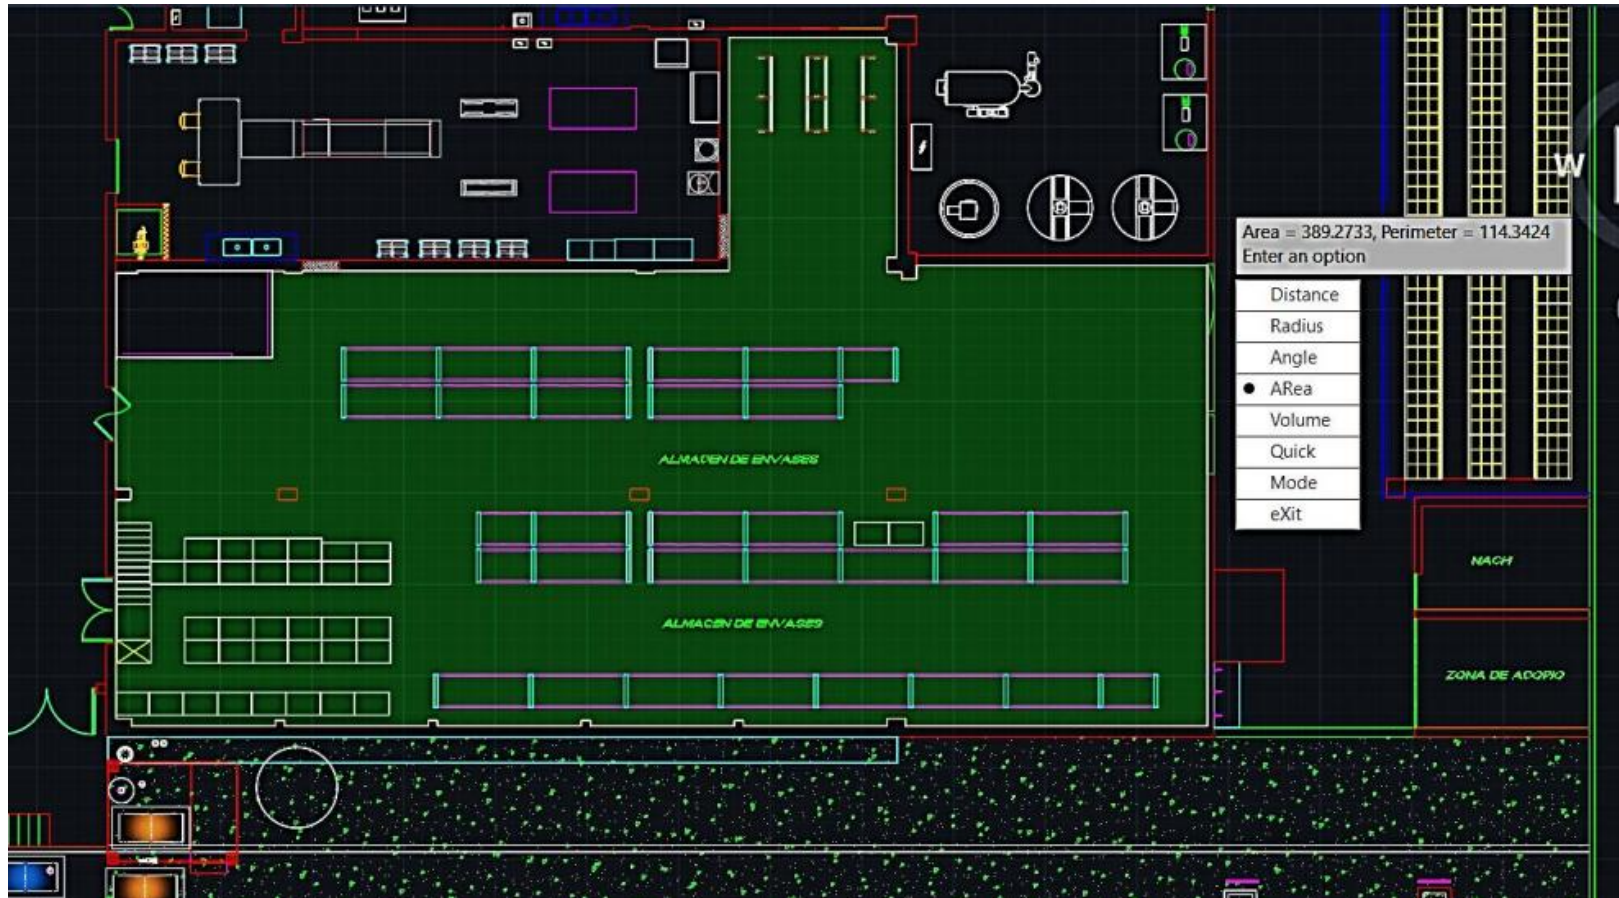 W
Area = 389.2733, Perimeter = 114.3424
Enter an option
Distance
Radius
Angle
ARea
Volume
Quick
Mode
eXit
ALMACEN DE ENVASES
NACH
ALMACEN DE ENVASES
ZONA DE ACOPIO